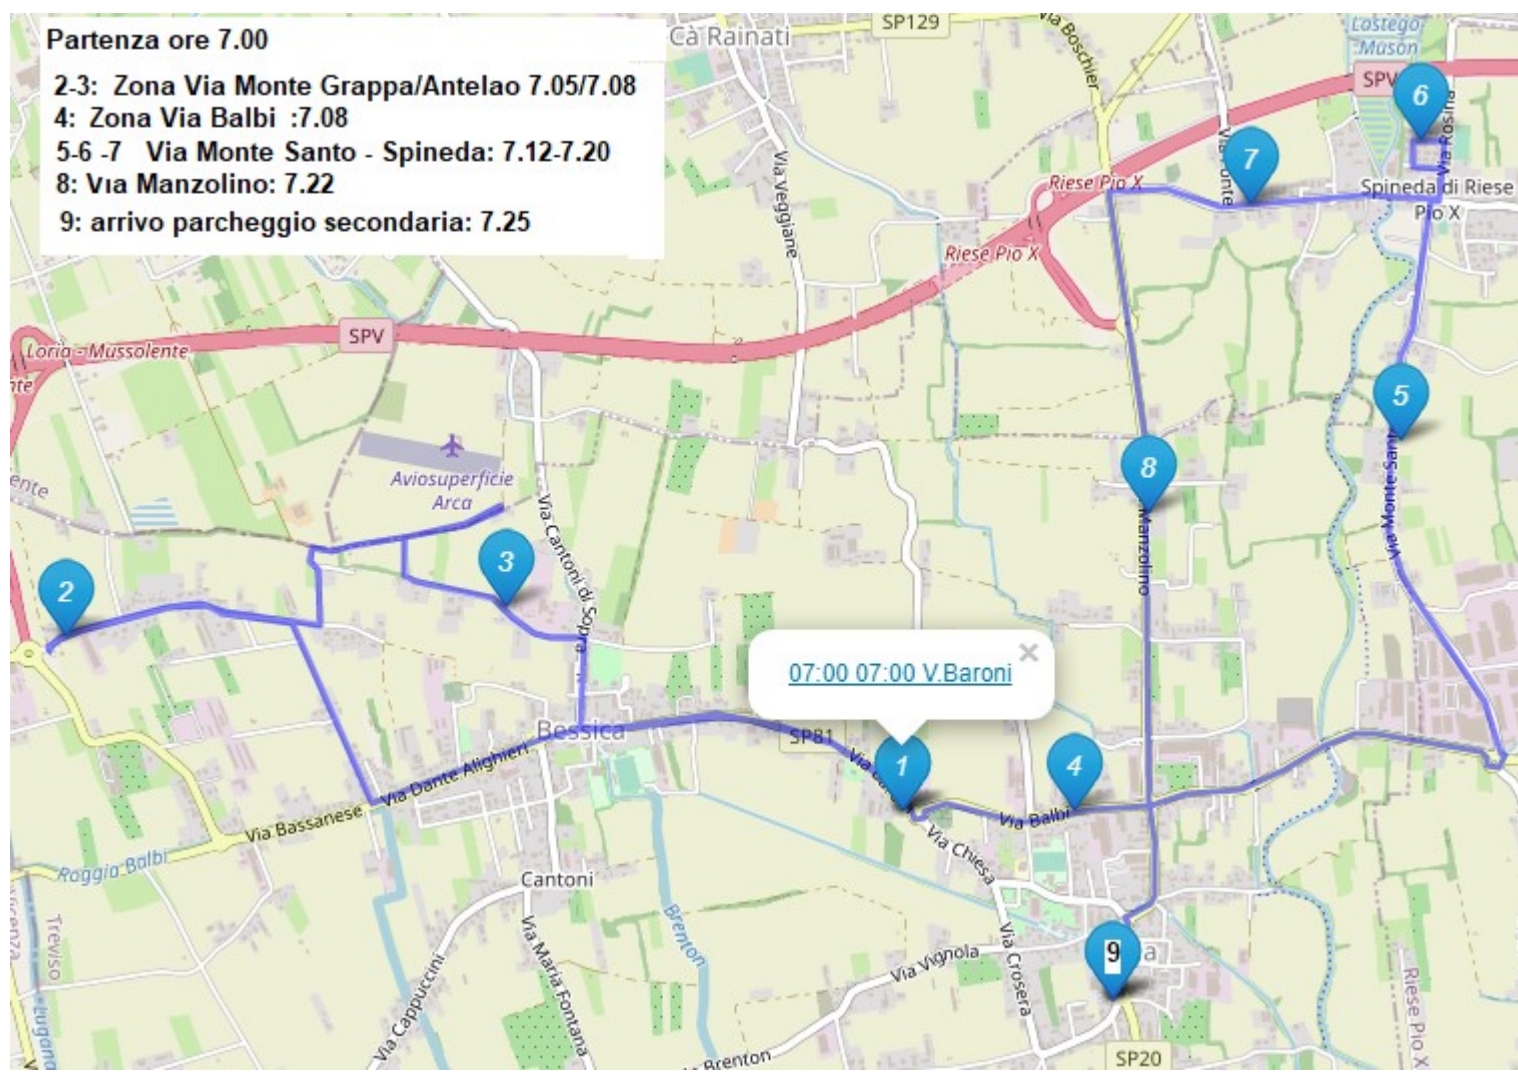 Partenza ore 7.00
2-3: Zona Via Monte Grappa/Antelao 7.05/7.08
4: Zona Via Balbi :7.08
5-6 -7 Via Monte Santo - Spineda: 7.12-7.20
8: Via Manzolino: 7.22
9: arrivo parcheggio secondaria: 7.25
Cà Rainati
SP129
Via Boschier
Lastego
Muson
SPV
6
Via Rosina
7
Via Veggiane
Riese Pio X
Spineda di Riese
Pio X
Riese Pio X
SPV
Loria - Mussolente
5
Aviosuperficie
Arca
8
Via Cantoni di Sopra
Manzolino
Via Monte Santo
2
3
07:00 07:00 V.Baroni
×
Bessica
SP81
1
4
Via Dante Alighieri
Via Bassanese
Via Balbi
Via Chiesa
Roggia Balbi
Cantoni
Brenton
Treviso
Vicenza
Via Cappuccini
Via Maria Fontana
Via Vignola
Via Crosera
9
a
Riese Pio X
Brenton
SP20